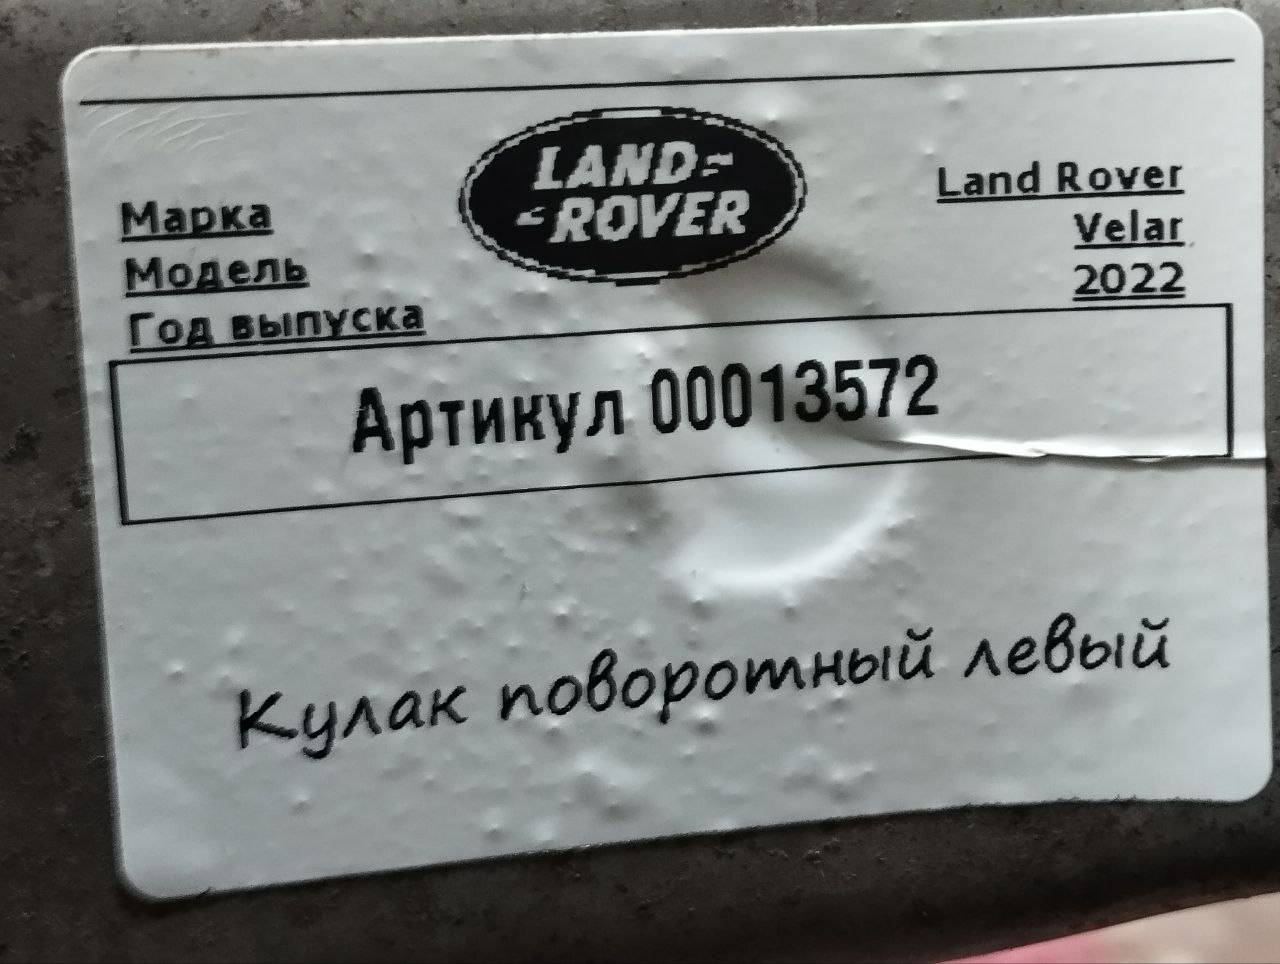 LAND
ROVER
Марка Land Rover
Модель Velar
Год выпуска 2022
Артикул 00013572
Кулак поворотный левый